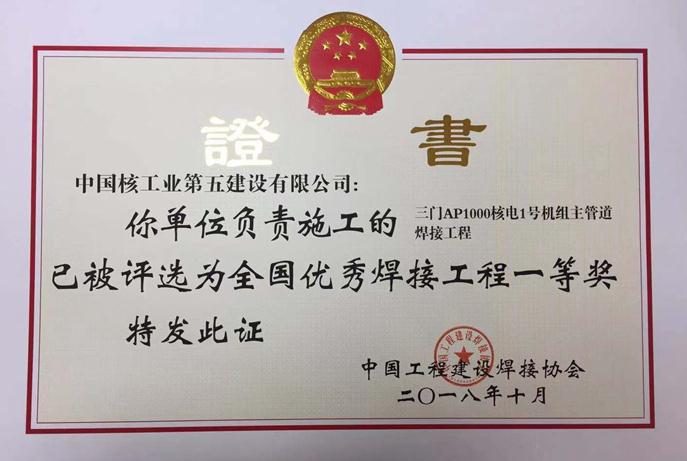 證 書
中国核工业第五建设有限公司:
你单位负责施工的 三门AP1000核电1号机组主管道
焊接工程
已被评选为全国优秀焊接工程一等奖
特发此证
中国工程建设焊接协会
二〇一八年十月